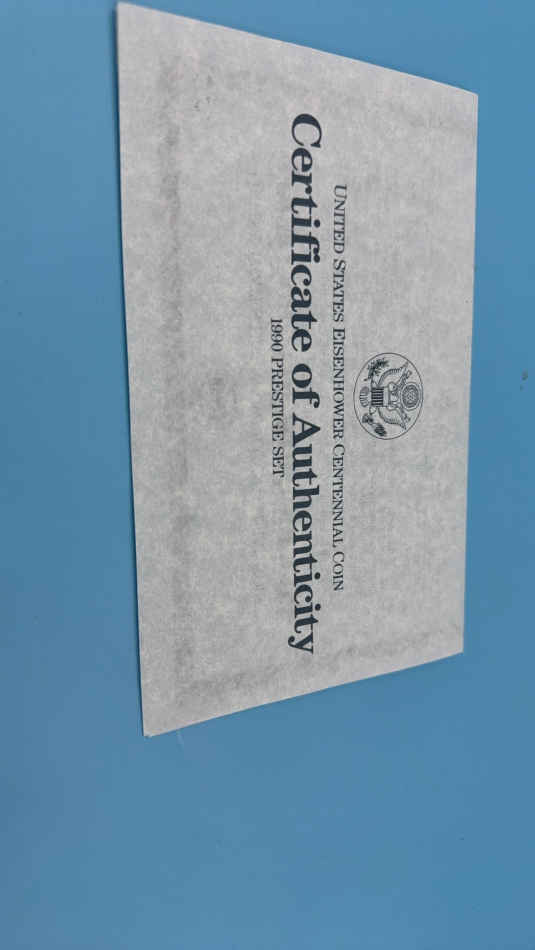 UNITED STATES EISENHOWER CENTENNIAL COIN
Certificate of Authenticity
1990 PRESTIGE SET